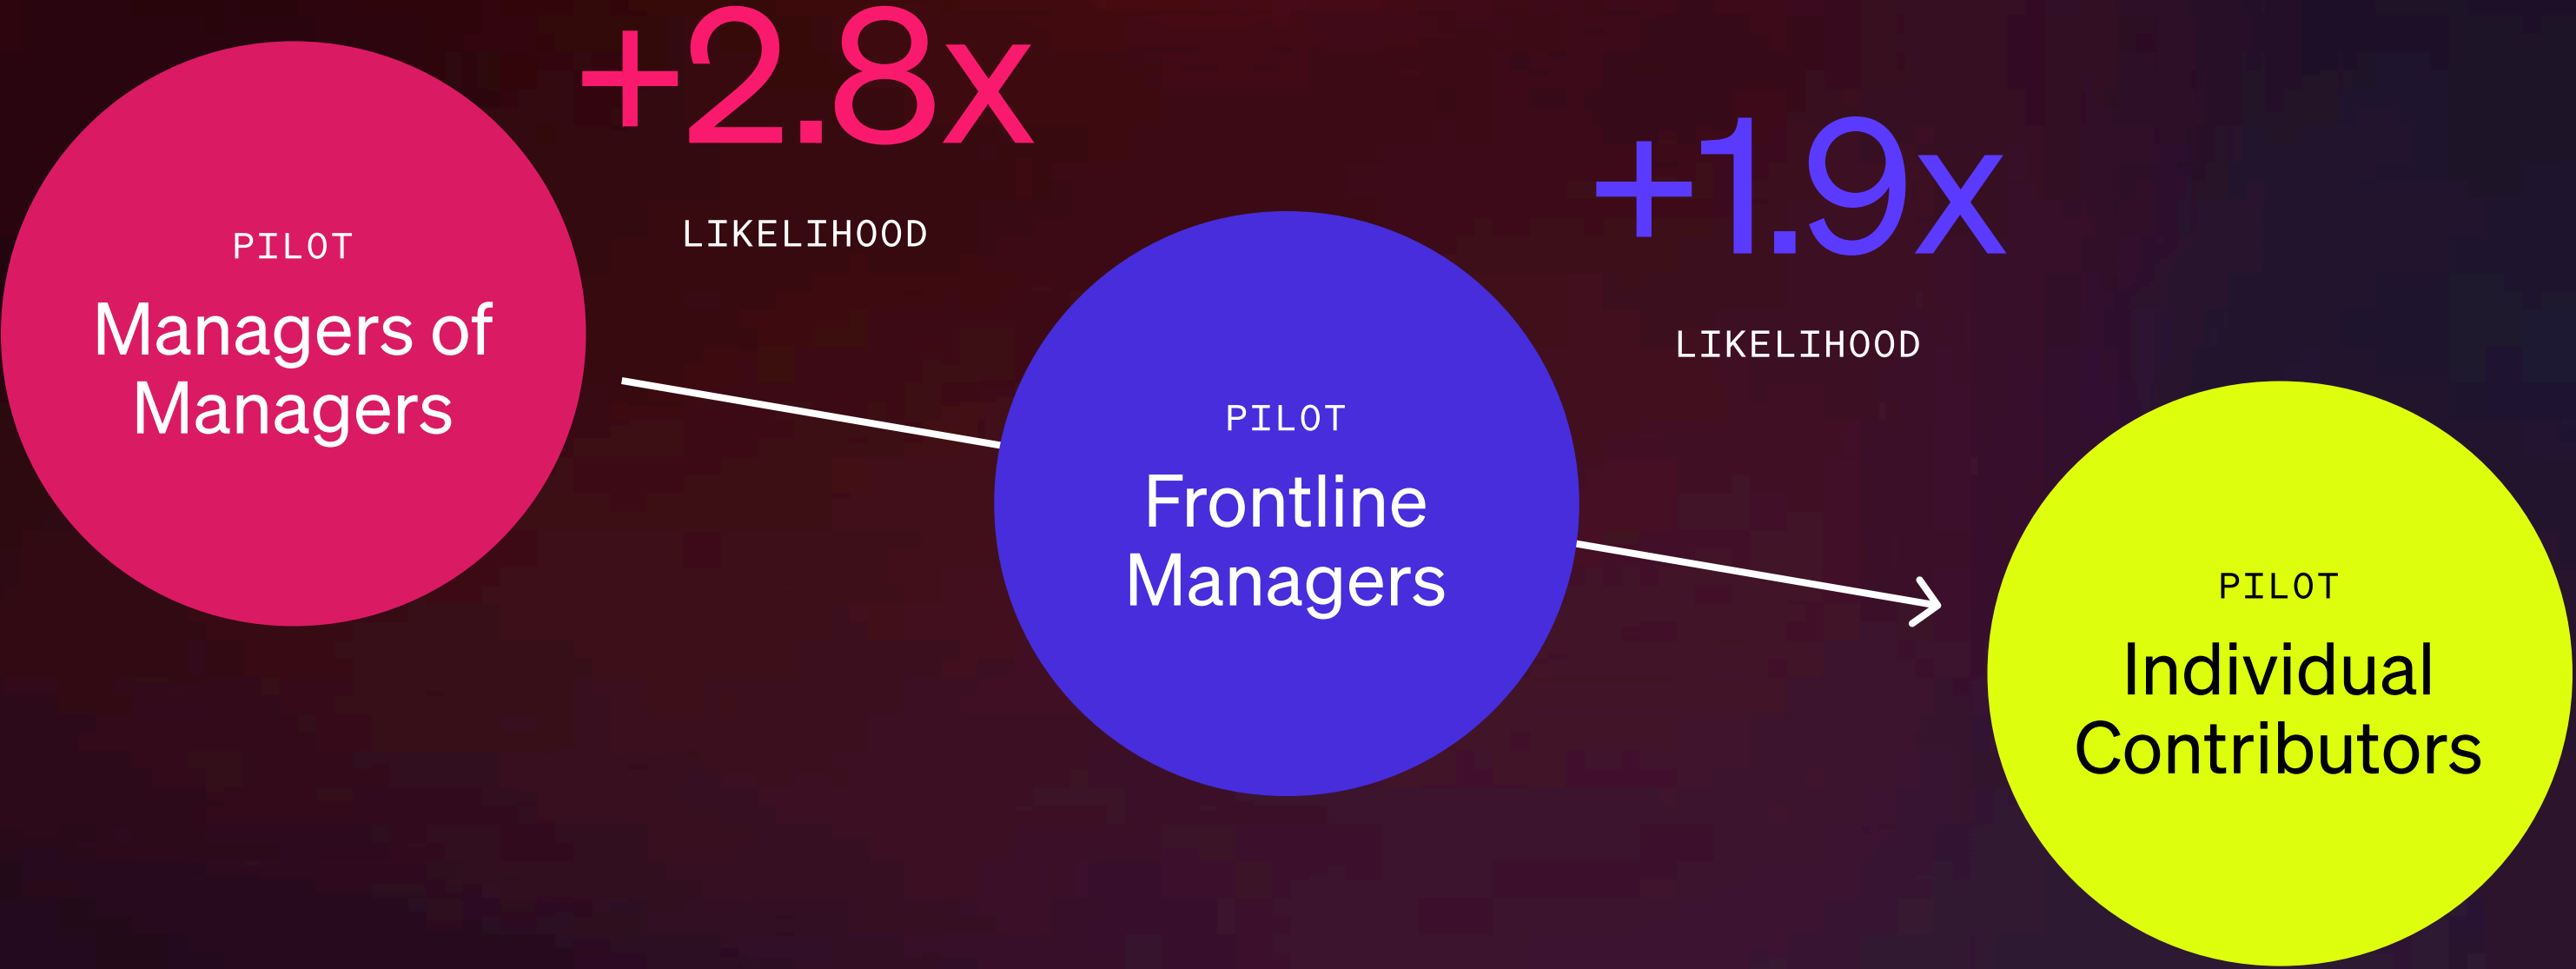 +2.8x
LIKELIHOOD
PILOT
Managers of
Managers
+1.9x
LIKELIHOOD
PILOT
Frontline
Managers
PILOT
Individual
Contributors